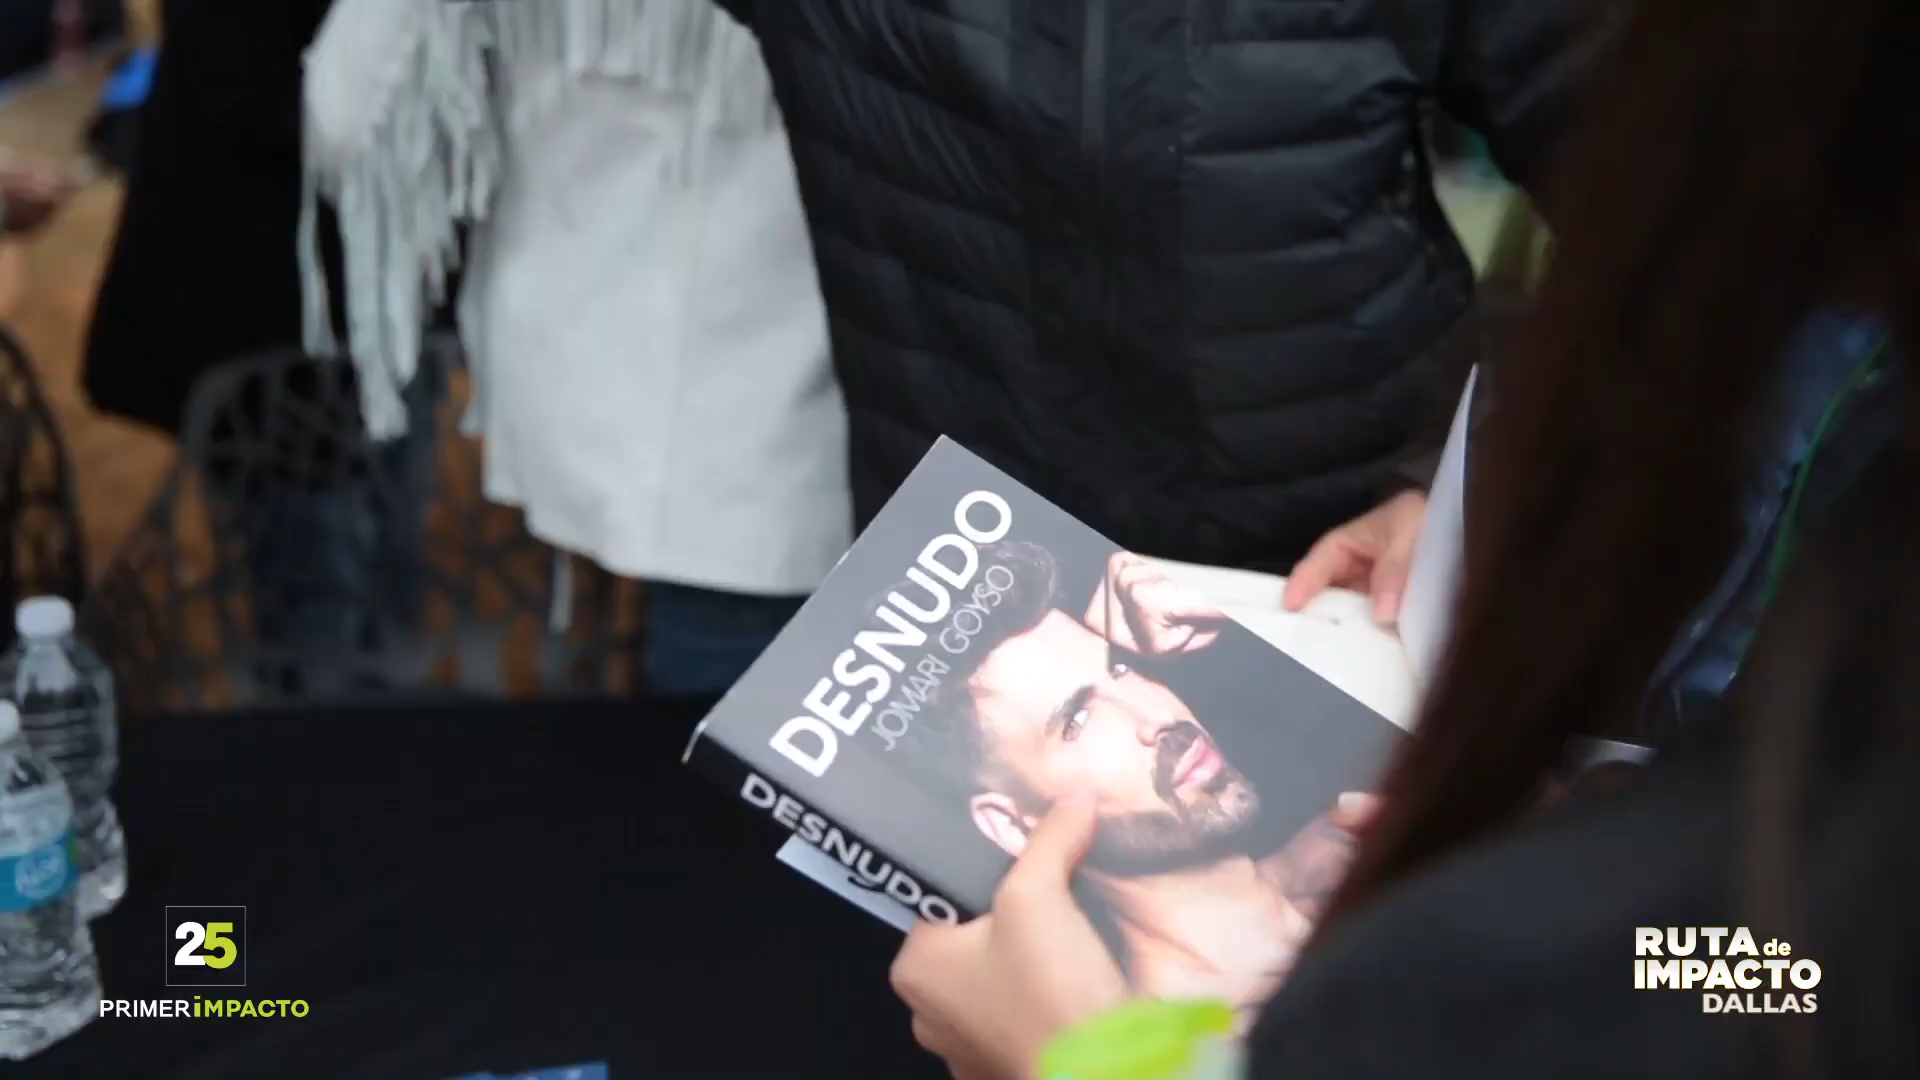 DESNUDO
JOMARI GOYSO
DESNUDO
25
PRIMER iMPACTO
RUTA de
IMPACTO
DALLAS